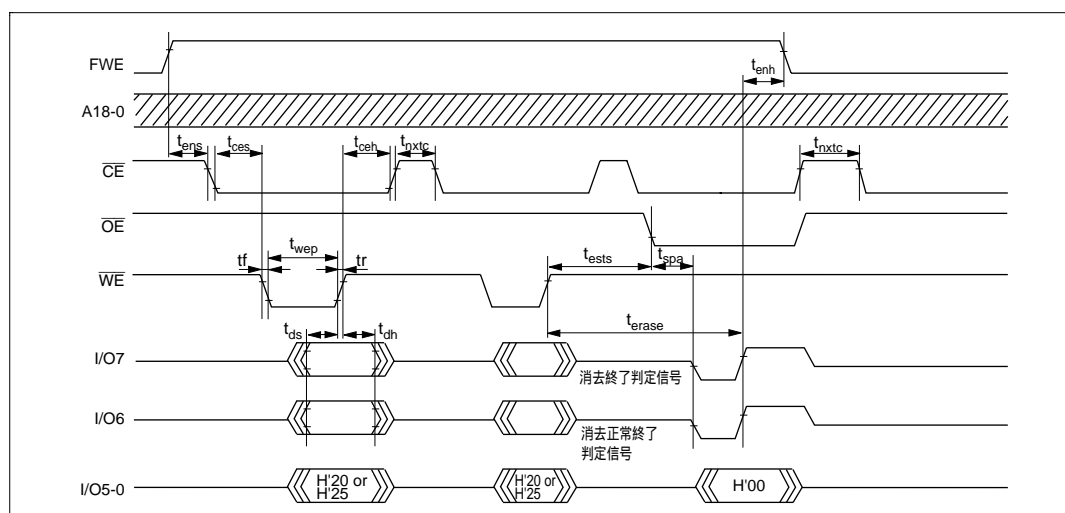 FWE
tenh
A18-0
tens
tces
tceh
tnxtc
tnxtc
CE
OE
twep
tests
tspa
tf
tr
WE
terase
tds
tdh
I/O7
消去終了判定信号
I/O6
消去正常終了
判定信号
I/O5-0
H'20 or
H'25
H'20 or
H'25
H'00